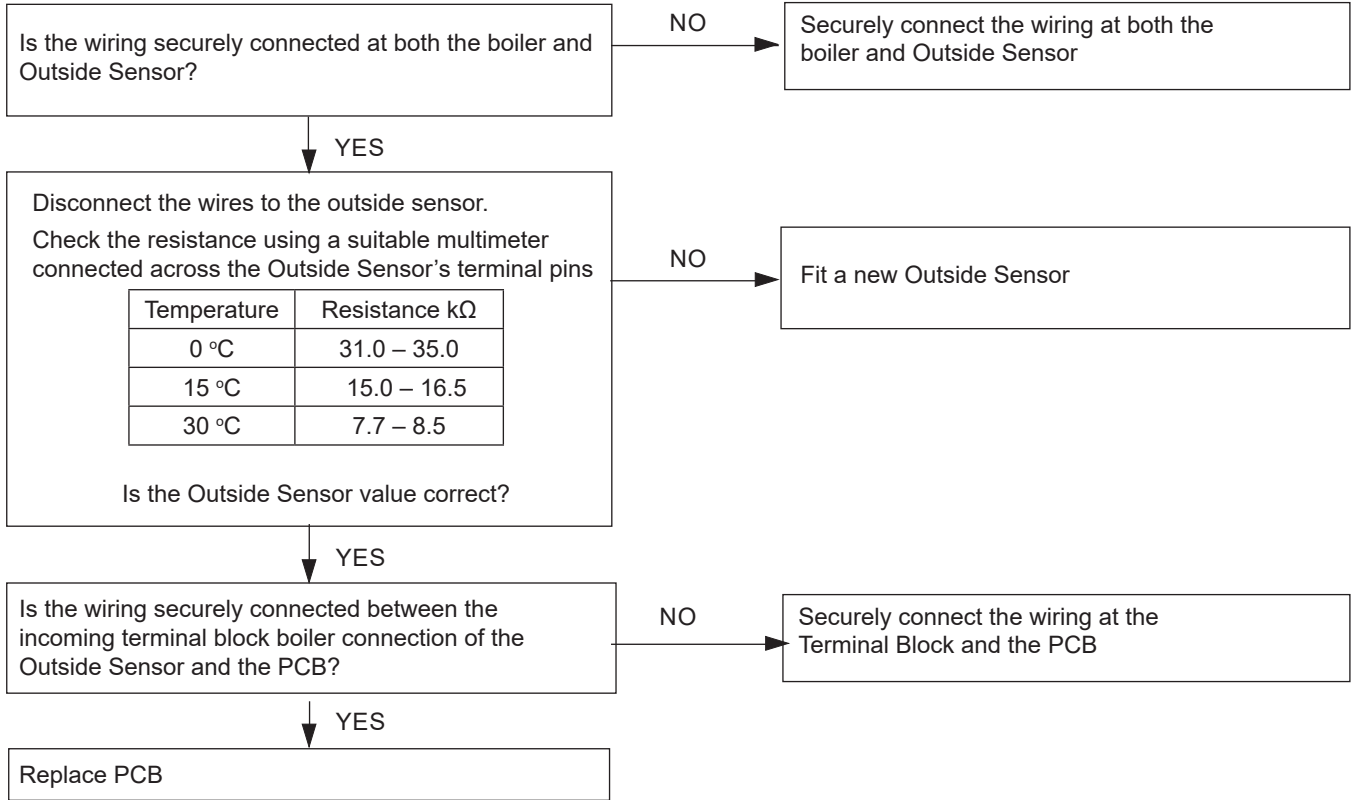 Is the wiring securely connected at both the boiler and
Outside Sensor?
NO
Securely connect the wiring at both the
boiler and Outside Sensor
YES
Disconnect the wires to the outside sensor.
Check the resistance using a suitable multimeter
connected across the Outside Sensor’s terminal pins
NO
Fit a new Outside Sensor
Temperature Resistance kΩ
0 °C 31.0 – 35.0
15 °C 15.0 – 16.5
30 °C 7.7 – 8.5
Is the Outside Sensor value correct?
YES
Is the wiring securely connected between the
incoming terminal block boiler connection of the
Outside Sensor and the PCB?
NO
Securely connect the wiring at the
Terminal Block and the PCB
YES
Replace PCB